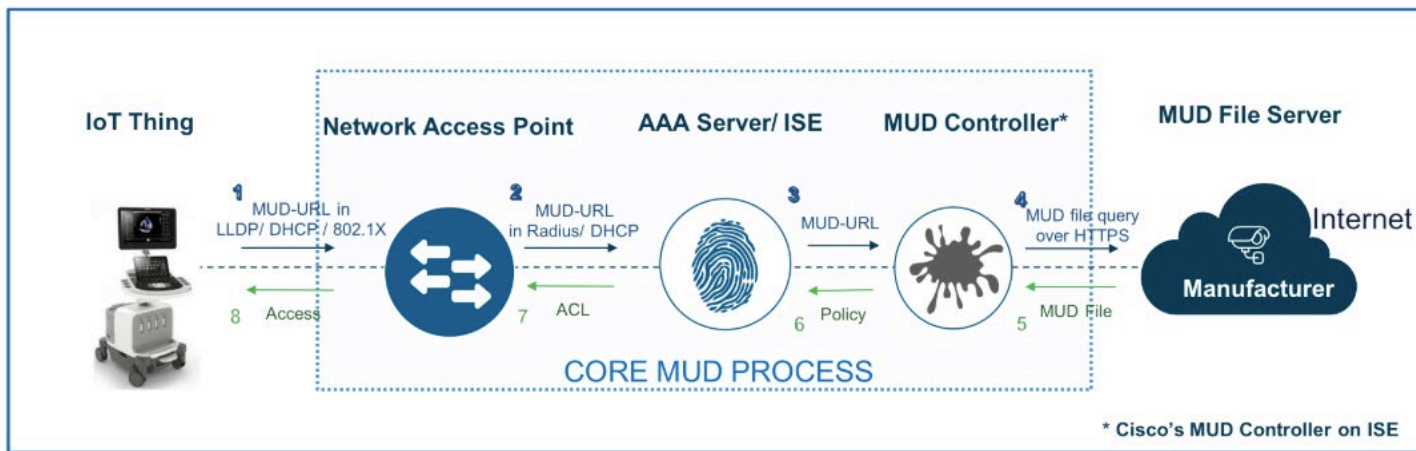 IoT Thing
Network Access Point
AAA Server/ ISE
MUD Controller*
MUD File Server
1
MUD-URL in
LLDP/ DHCP / 802.1X
2
MUD-URL
in Radius/ DHCP
3
MUD-URL
4
MUD file query
over HTTPS
Internet
Manufacturer
8 Access
7 ACL
6 Policy
5 MUD File
CORE MUD PROCESS
* Cisco's MUD Controller on ISE